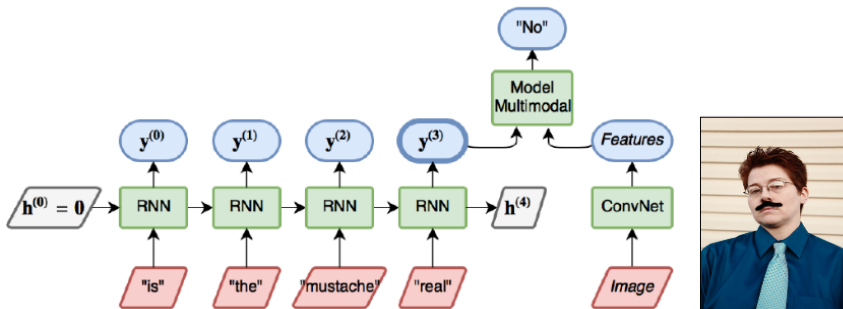 "No"
Model
Multimodal
y(0) y(1) y(2) y(3) Features
h(0) = 0 RNN RNN RNN RNN h(4) ConvNet
"is" "the" "mustache" "real" Image